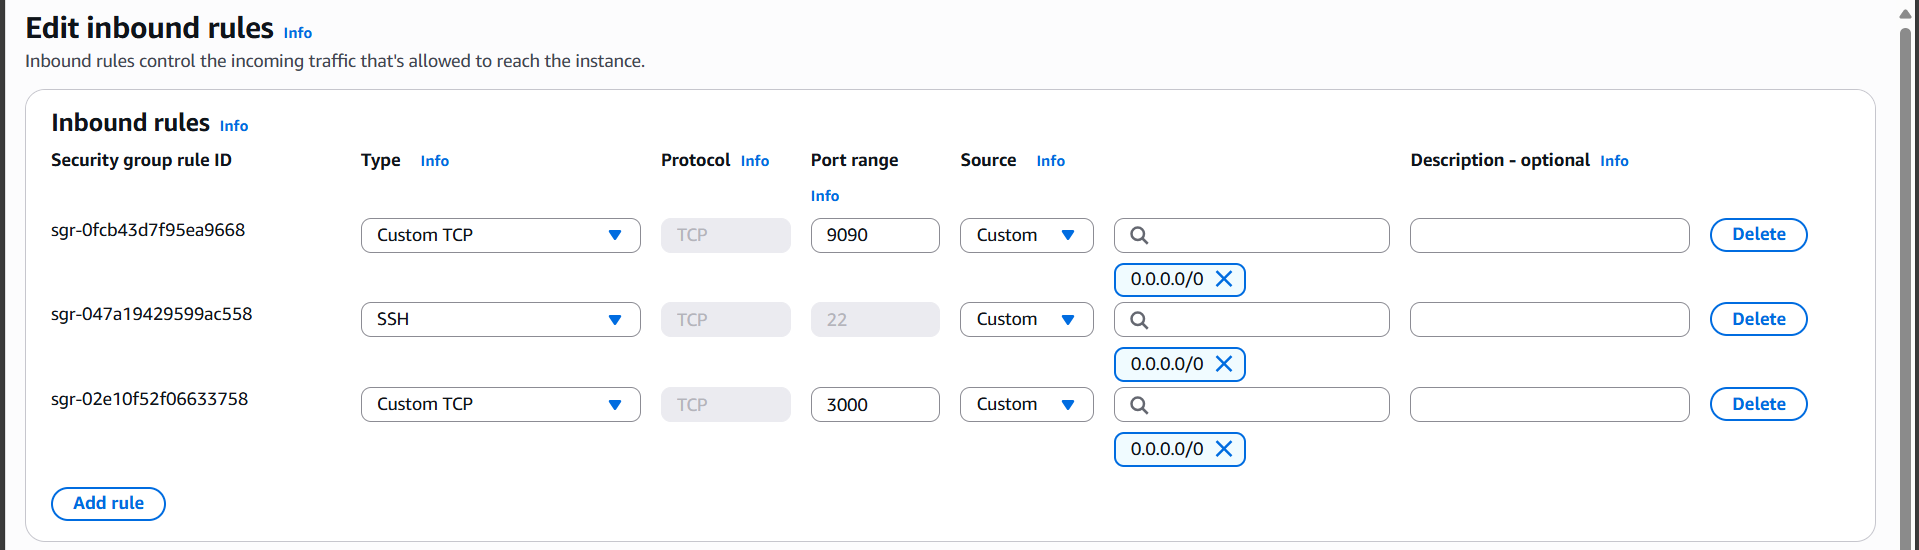 Edit inbound rules Info
Inbound rules control the incoming traffic that's allowed to reach the instance.
Inbound rules Info
Security group rule ID Type Info Protocol Info Port range Info Source Info Description - optional Info
sgr-0fcb43d7f95ea9668 Custom TCP TCP 9090 Custom Delete
0.0.0.0/0
sgr-047a19429599ac558 SSH TCP 22 Custom Delete
0.0.0.0/0
sgr-02e10f52f06633758 Custom TCP TCP 3000 Custom Delete
0.0.0.0/0
Add rule